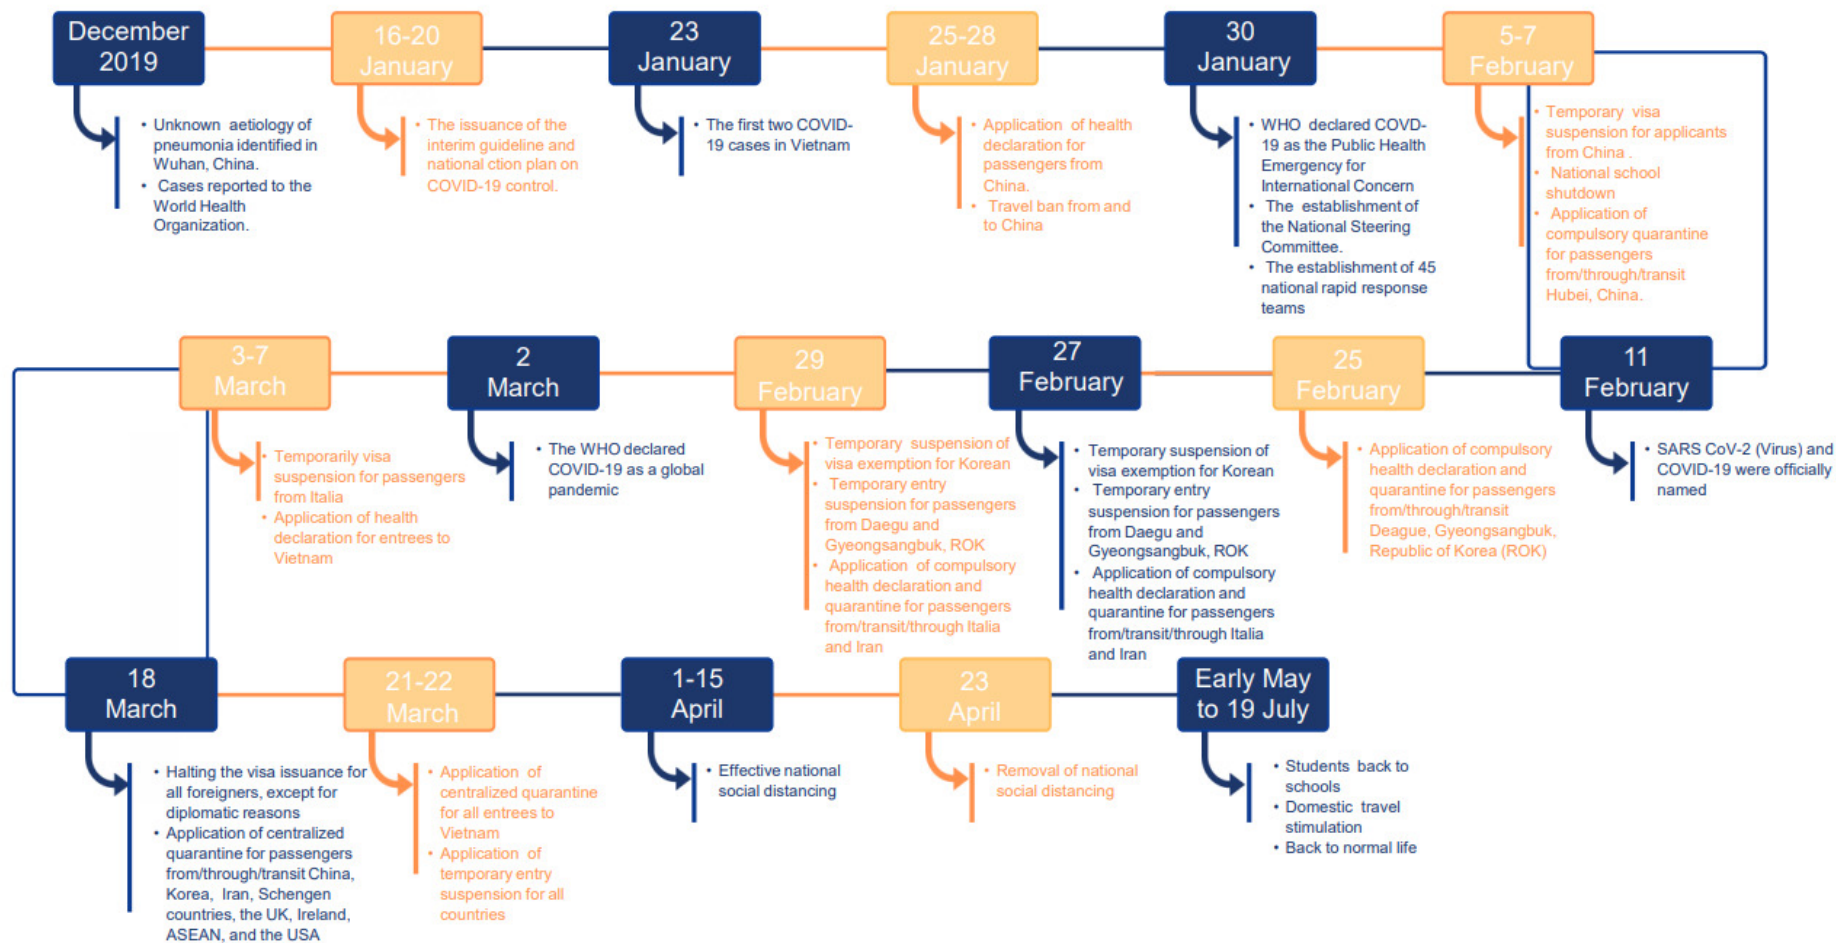 December
2019
• Unknown aetiology of
pneumonia identified in
Wuhan, China.
• Cases reported to the
World Health
Organization.
16-20
January
• The issuance of the
interim guideline and
national ction plan on
COVID-19 control.
23
January
• The first two COVID-
19 cases in Vietnam
25-28
January
• Application of health
declaration for
passengers from
China.
• Travel ban from and
to China
30
January
• WHO declared COVD-
19 as the Public Health
Emergency for
International Concern
• The establishment of
the National Steering
Committee.
• The establishment of 45
national rapid response
teams
5-7
February
• Temporary visa
suspension for applicants
from China .
• National school
shutdown
• Application of
compulsory quarantine
for passengers
from/through/transit
Hubei, China.
3-7
March
• Temporarily visa
suspension for passengers
from Italia
• Application of health
declaration for entrees to
Vietnam
2
March
• The WHO declared
COVID-19 as a global
pandemic
29
February
• Temporary suspension of
visa exemption for Korean
• Temporary entry
suspension for passengers
from Daegu and
Gyeongsangbuk, ROK
• Application of compulsory
health declaration and
quarantine for passengers
from/transit/through Italia
and Iran
27
February
• Temporary suspension of
visa exemption for Korean
• Temporary entry
suspension for passengers
from Daegu and
Gyeongsangbuk, ROK
• Application of compulsory
health declaration and
quarantine for passengers
from/transit/through Italia
and Iran
25
February
• Application of compulsory
health declaration and
quarantine for passengers
from/through/transit
Deague, Gyeongsangbuk,
Republic of Korea (ROK)
11
February
• SARS CoV-2 (Virus) and
COVID-19 were officially
named
18
March
• Halting the visa issuance for
all foreigners, except for
diplomatic reasons
• Application of centralized
quarantine for passengers
from/through/transit China,
Korea, Iran, Schengen
countries, the UK, Ireland,
ASEAN, and the USA
21-22
March
• Application of
centralized quarantine
for all entrees to
Vietnam
• Application of
temporary entry
suspension for all
countries
1-15
April
• Effective national
social distancing
23
April
• Removal of national
social distancing
Early May
to 19 July
• Students back to
schools
• Domestic travel
stimulation
• Back to normal life